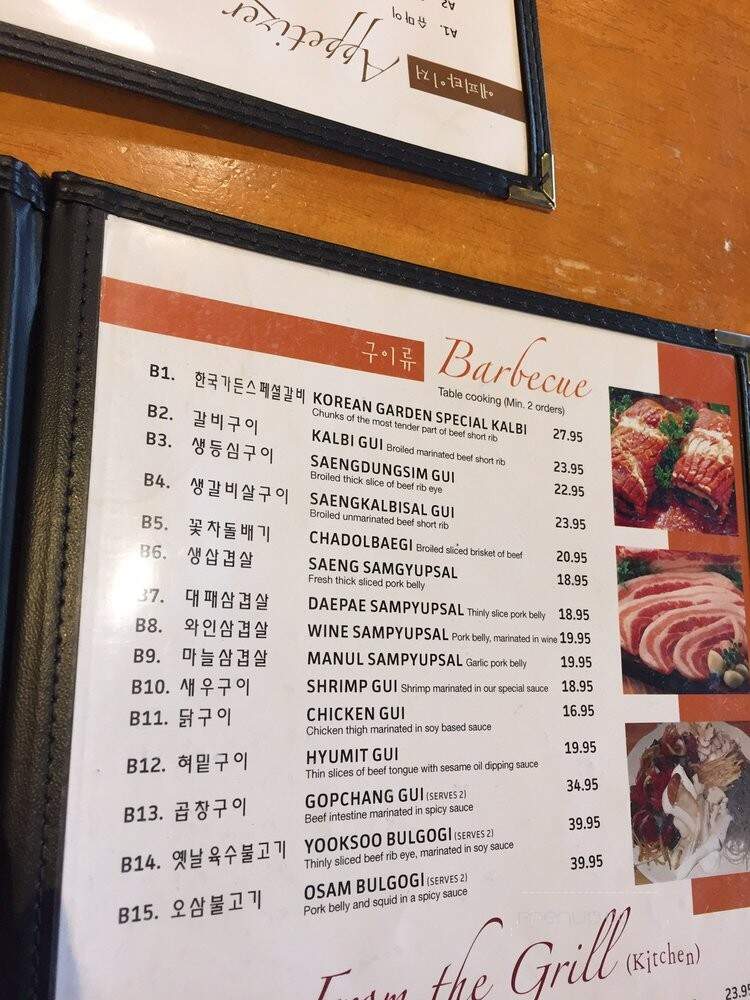 A2
A1. 슈마이
Appetizer
애피타이저
구이류 Barbecue
Table cooking (Min. 2 orders)
B1. 한국가든스페셜갈비 KOREAN GARDEN SPECIAL KALBI 27.95
Chunks of the most tender part of beef short rib
B2. 갈비구이 KALBI GUI Broiled marinated beef short rib 23.95
B3. 생등심구이 SAENGDUNGSIM GUI 22.95
Broiled thick slice of beef rib eye
B4. 생갈비살구이 SAENGKALBISAL GUI 23.95
Broiled unmarinated beef short rib
B5. 꽃차돌배기 CHADOLBAEGI Broiled sliced brisket of beef 20.95
B6. 생삽겹살 SAENG SAMGYUPSAL 18.95
Fresh thick sliced pork belly
B7. 대패삼겹살 DAEPAE SAMPYUPSAL Thinly slice pork belly 18.95
B8. 와인삼겹살 WINE SAMPYUPSAL Pork belly, marinated in wine 19.95
B9. 마늘삼겹살 MANUL SAMPYUPSAL Garlic pork belly 19.95
B10. 새우구이 SHRIMP GUI Shrimp marinated in our special sauce 18.95
B11. 닭구이 CHICKEN GUI 16.95
Chicken thigh marinated in soy based sauce
B12. 혀밑구이 HYUMIT GUI 19.95
Thin slices of beef tongue with sesame oil dipping sauce
B13. 곱창구이 GOPCHANG GUI (SERVES 2) 34.95
Beef intestine marinated in spicy sauce
B14. 옛날육수불고기 YOOKSOO BULGOGI (SERVES 2) 39.95
Thinly sliced beef rib eye, marinated in soy sauce
B15. 오삼불고기 OSAM BULGOGI (SERVES 2) 39.95
Pork belly and squid in a spicy sauce
From the Grill (Kitchen)
23.95